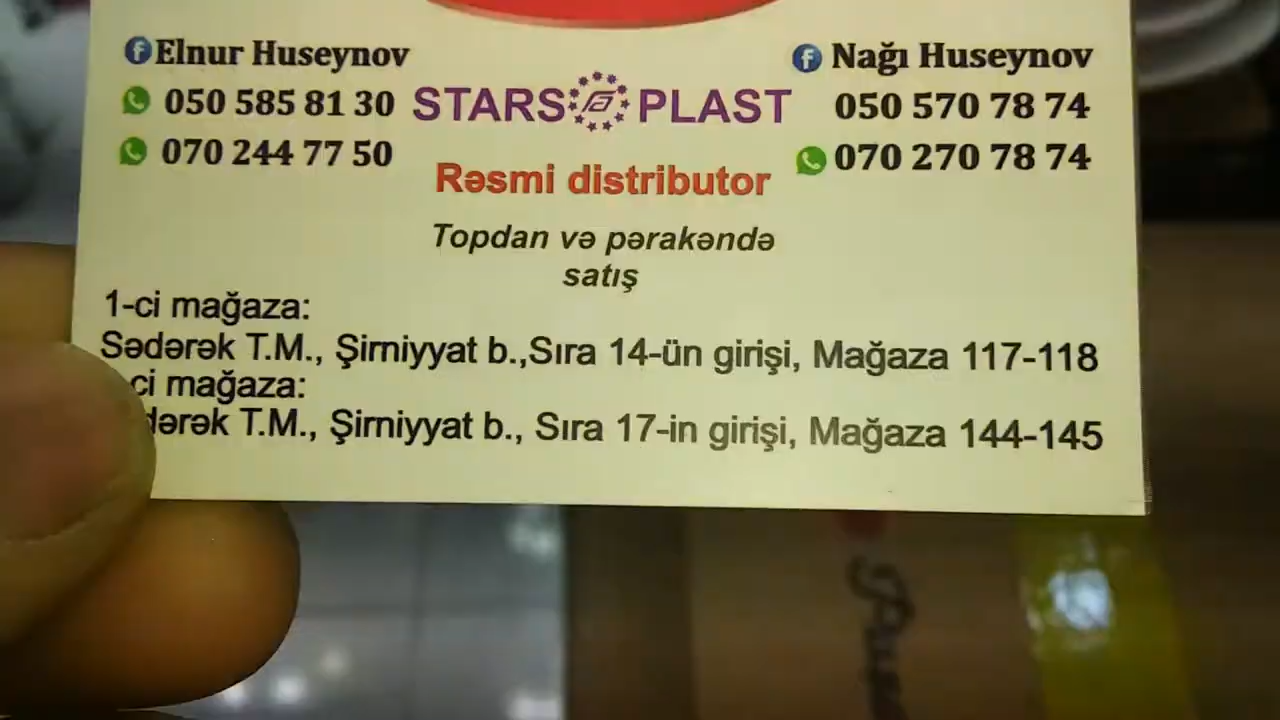 Elnur Huseynov
050 585 81 30
070 244 77 50
STARS PLAST
Rəsmi distributor
Topdan və pərakəndə
satış
Nağı Huseynov
050 570 78 74
070 270 78 74
1-ci mağaza:
Sədərək T.M., Şirniyyat b.,Sıra 14-ün girişi, Mağaza 117-118
ci mağaza:
dərək T.M., Şirniyyat b., Sıra 17-in girişi, Mağaza 144-145